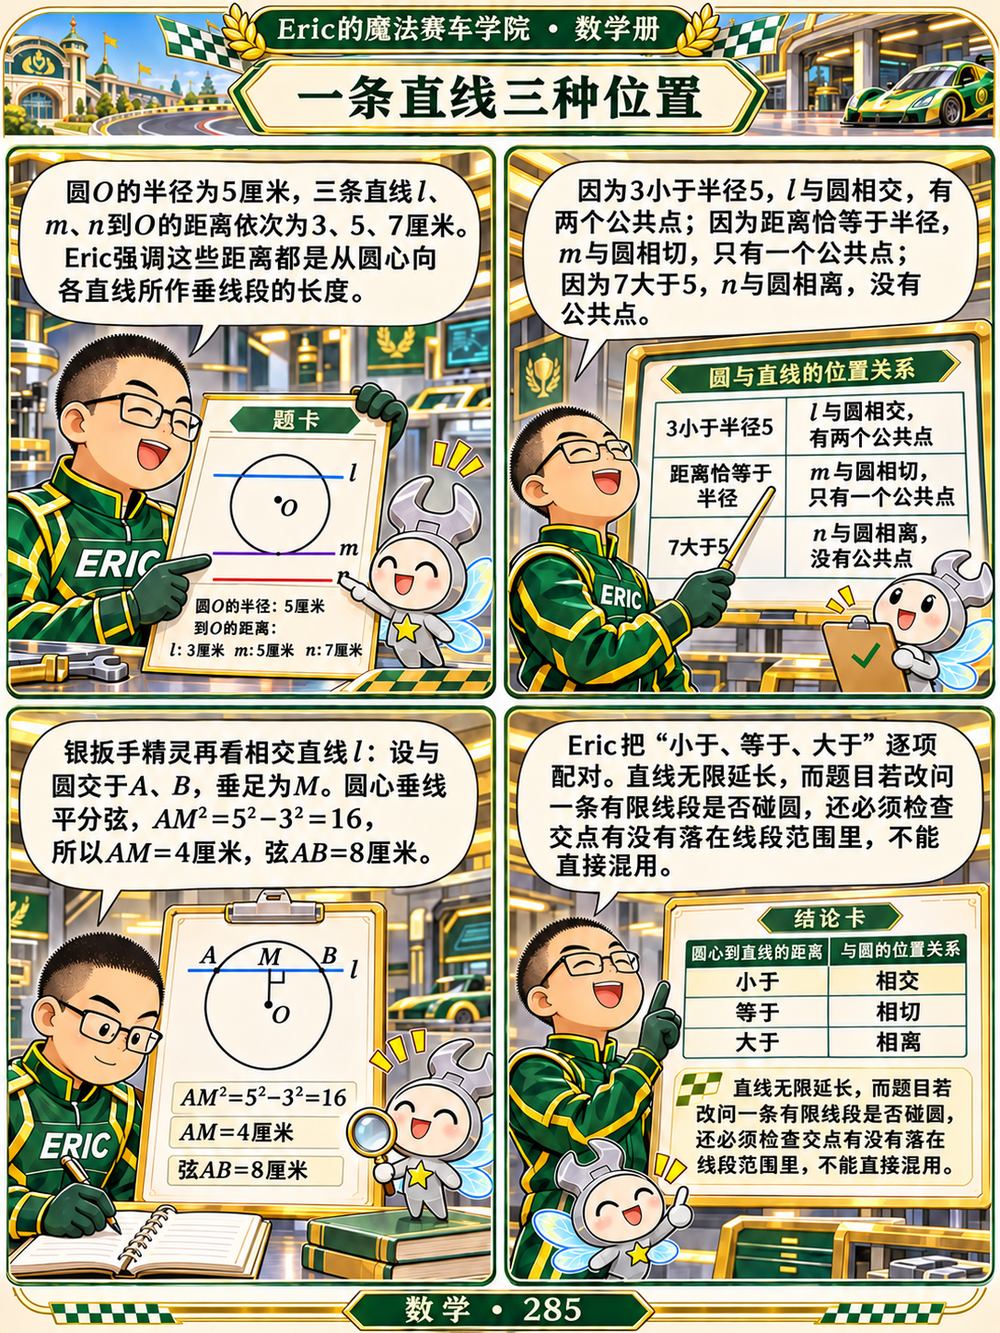 Eric的魔法赛车学院 · 数学册
一条直线三种位置
圆O的半径为5厘米，三条直线l、
m、n到O的距离依次为3、5、7厘米。
Eric强调这些距离都是从圆心向
各直线所作垂线段的长度。
题卡
l
O
m
n
圆O的半径：5厘米
到O的距离：
l：3厘米 m：5厘米 n：7厘米
ERIC
因为3小于半径5，l与圆相交，有
两个公共点；因为距离恰等于半径，
m与圆相切，只有一个公共点；
因为7大于5，n与圆相离，没有
公共点。
圆与直线的位置关系
3小于半径5
l与圆相交，
有两个公共点
距离恰等于
半径
m与圆相切，
只有一个公共点
7大于5
n与圆相离，
没有公共点
ERIC
银扳手精灵再看相交直线l：设与
圆交于A、B，垂足为M。圆心垂线
平分弦，AM²=5²−3²=16，
所以AM=4厘米，弦AB=8厘米。
A M B l
O
AM²=5²−3²=16
AM=4厘米
弦AB=8厘米
ERIC
Eric把“小于、等于、大于”逐项
配对。直线无限延长，而题目若改问
一条有限线段是否碰圆，还必须检查
交点有没有落在线段范围里，不能
直接混用。
结论卡
圆心到直线的距离 与圆的位置关系
小于 相交
等于 相切
大于 相离
直线无限延长，而题目若
改问一条有限线段是否碰圆，
还必须检查交点有没有落在
线段范围里，不能直接混用。
数学 · 285